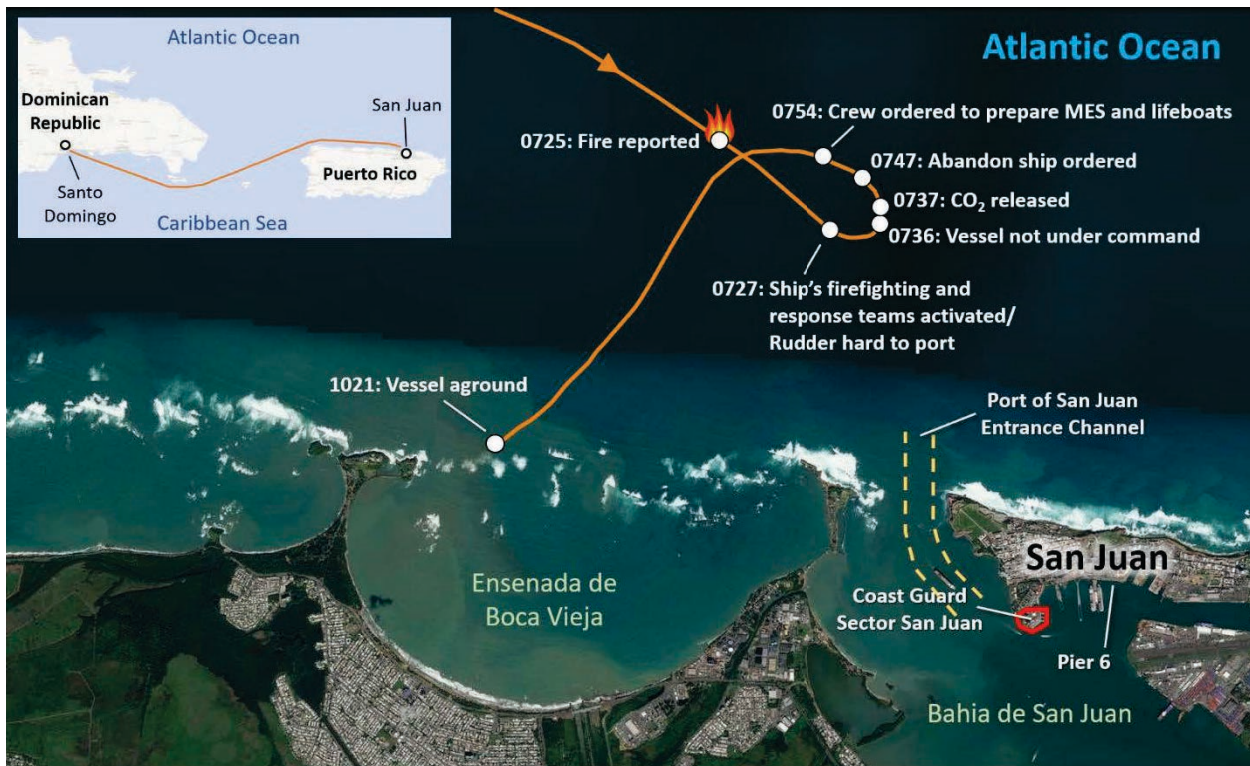 Atlantic Ocean
Dominican
Republic
San Juan
Puerto Rico
Santo
Domingo
Caribbean Sea
Atlantic Ocean
0754: Crew ordered to prepare MES and lifeboats
0725: Fire reported
0747: Abandon ship ordered
0737: CO₂ released
0736: Vessel not under command
0727: Ship's firefighting and
response teams activated/
Rudder hard to port
1021: Vessel aground
Port of San Juan
Entrance Channel
San Juan
Ensenada de
Boca Vieja
Coast Guard
Sector San Juan
Pier 6
Bahia de San Juan